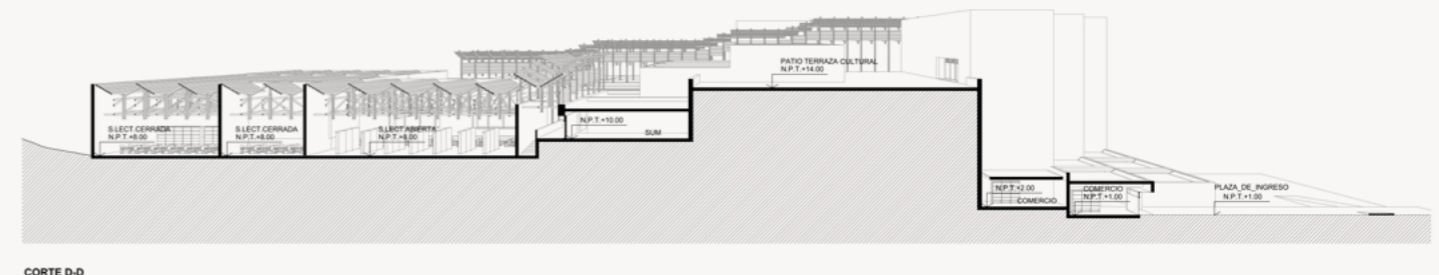 PATIO TERRAZA CULTURAL
N.P.T.+14.00
S.LECT.CERRADA
N.P.T.+8.00
S.LECT.CERRADA
N.P.T.+8.00
S.LECT.ABIERTA
N.P.T.+8.00
N.P.T.+10.00
SUM
N.P.T.+2.00
COMERCIO
COMERCIO
N.P.T.+1.00
PLAZA_DE_INGRESO
N.P.T.+1.00
CORTE D-D